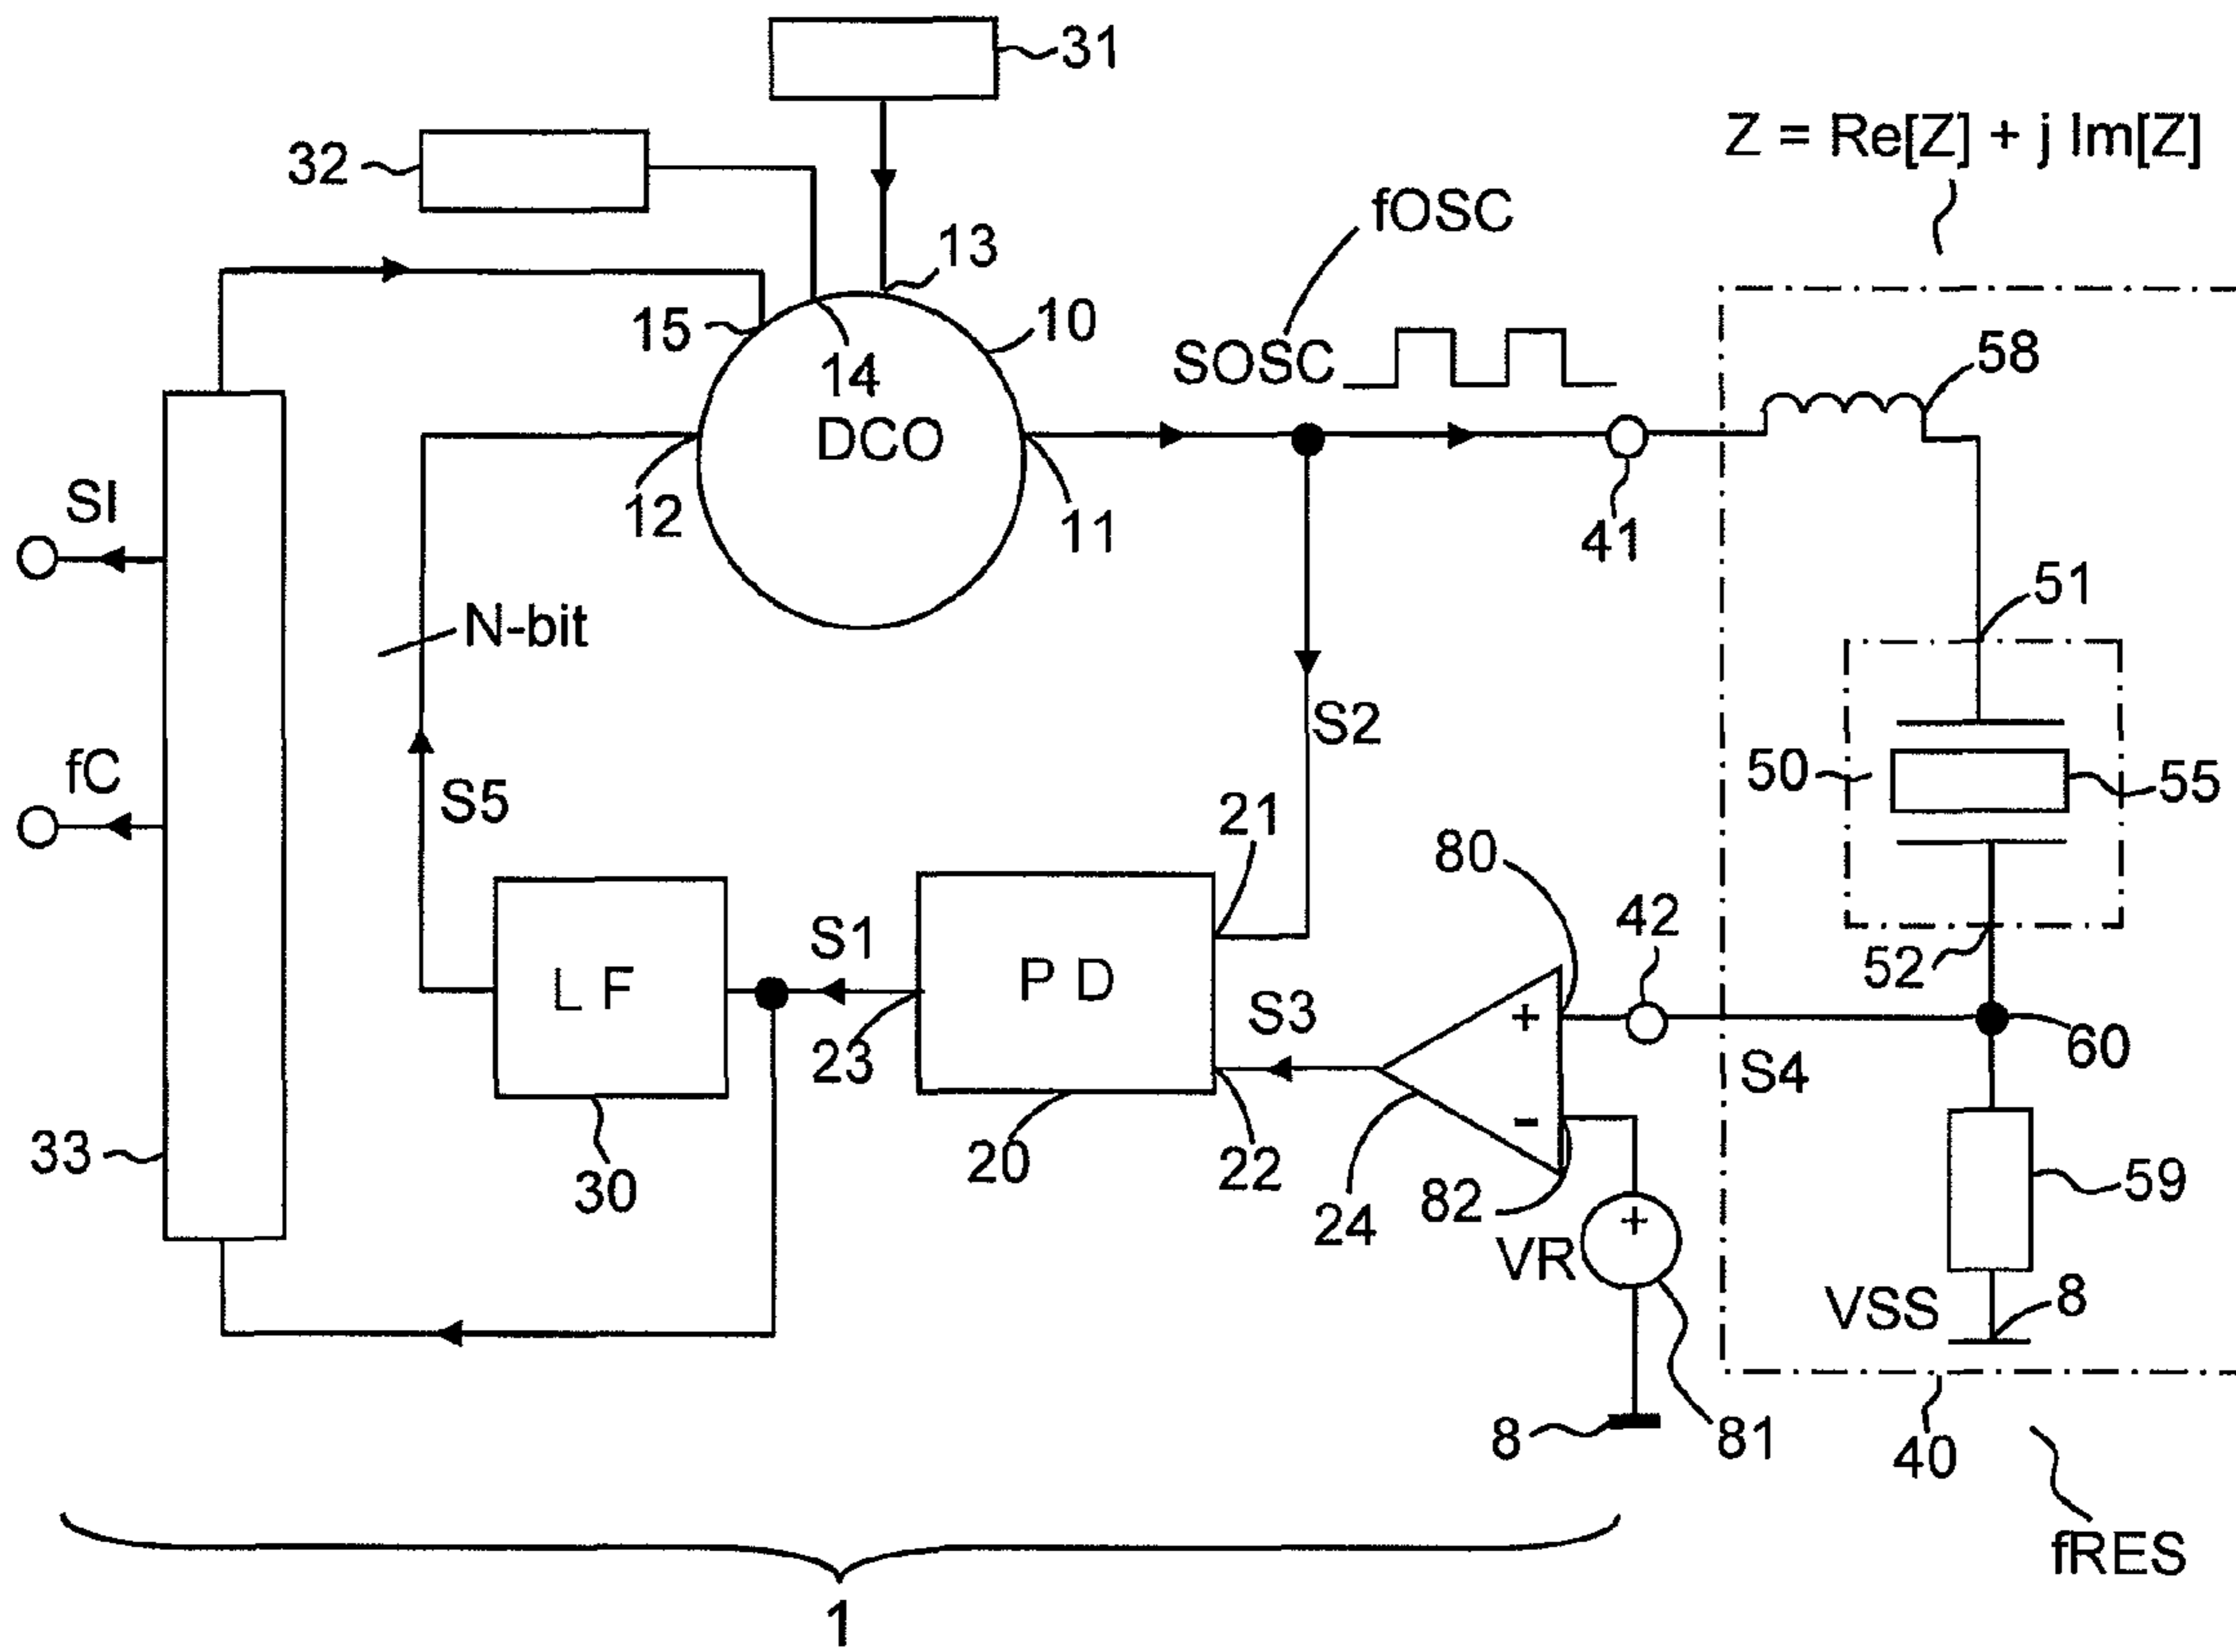 31
Z = Re[Z] + j Im[Z]
32
fOSC
13
15
10
14
SOSC
58
DCO
SI
12
11
41
51
N-bit
S2
fC
S5
50
55
21
80
42
S1
52
L F
P D
S3
+
60
23
S4
33
30
20
22
-
24
82
59
+
VR
VSS
8
8
81
40
fRES
1